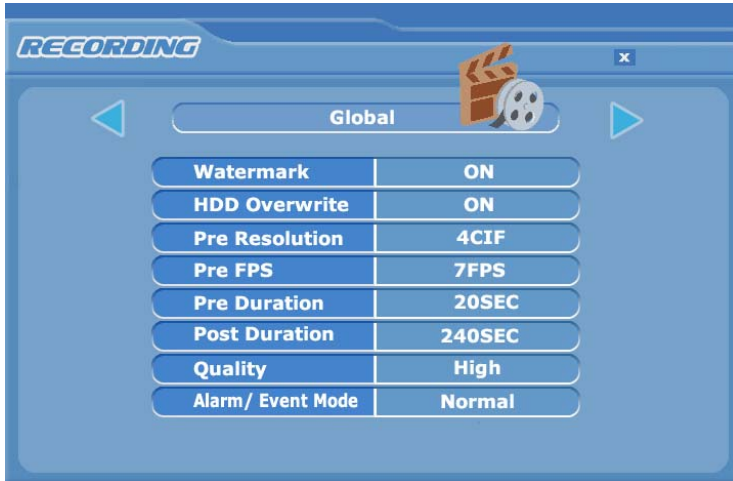 RECORDING
x
Global
Watermark ON
HDD Overwrite ON
Pre Resolution 4CIF
Pre FPS 7FPS
Pre Duration 20SEC
Post Duration 240SEC
Quality High
Alarm/ Event Mode Normal